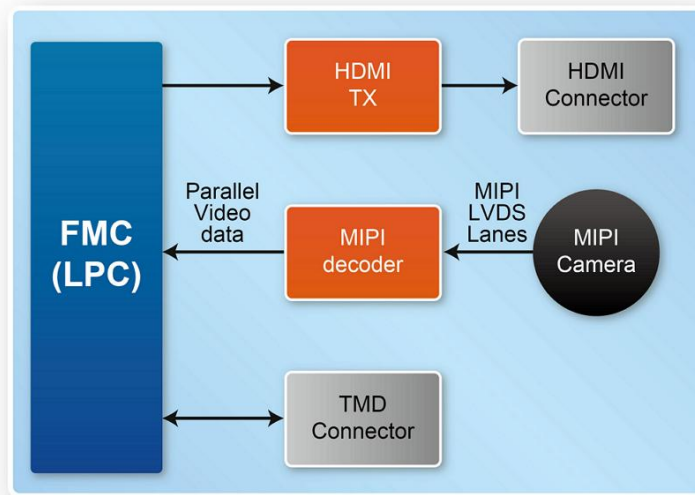 HDMI
TX
HDMI
Connector
Parallel
Video
data
MIPI
LVDS
Lanes
FMC
(LPC)
MIPI
decoder
MIPI
Camera
TMD
Connector